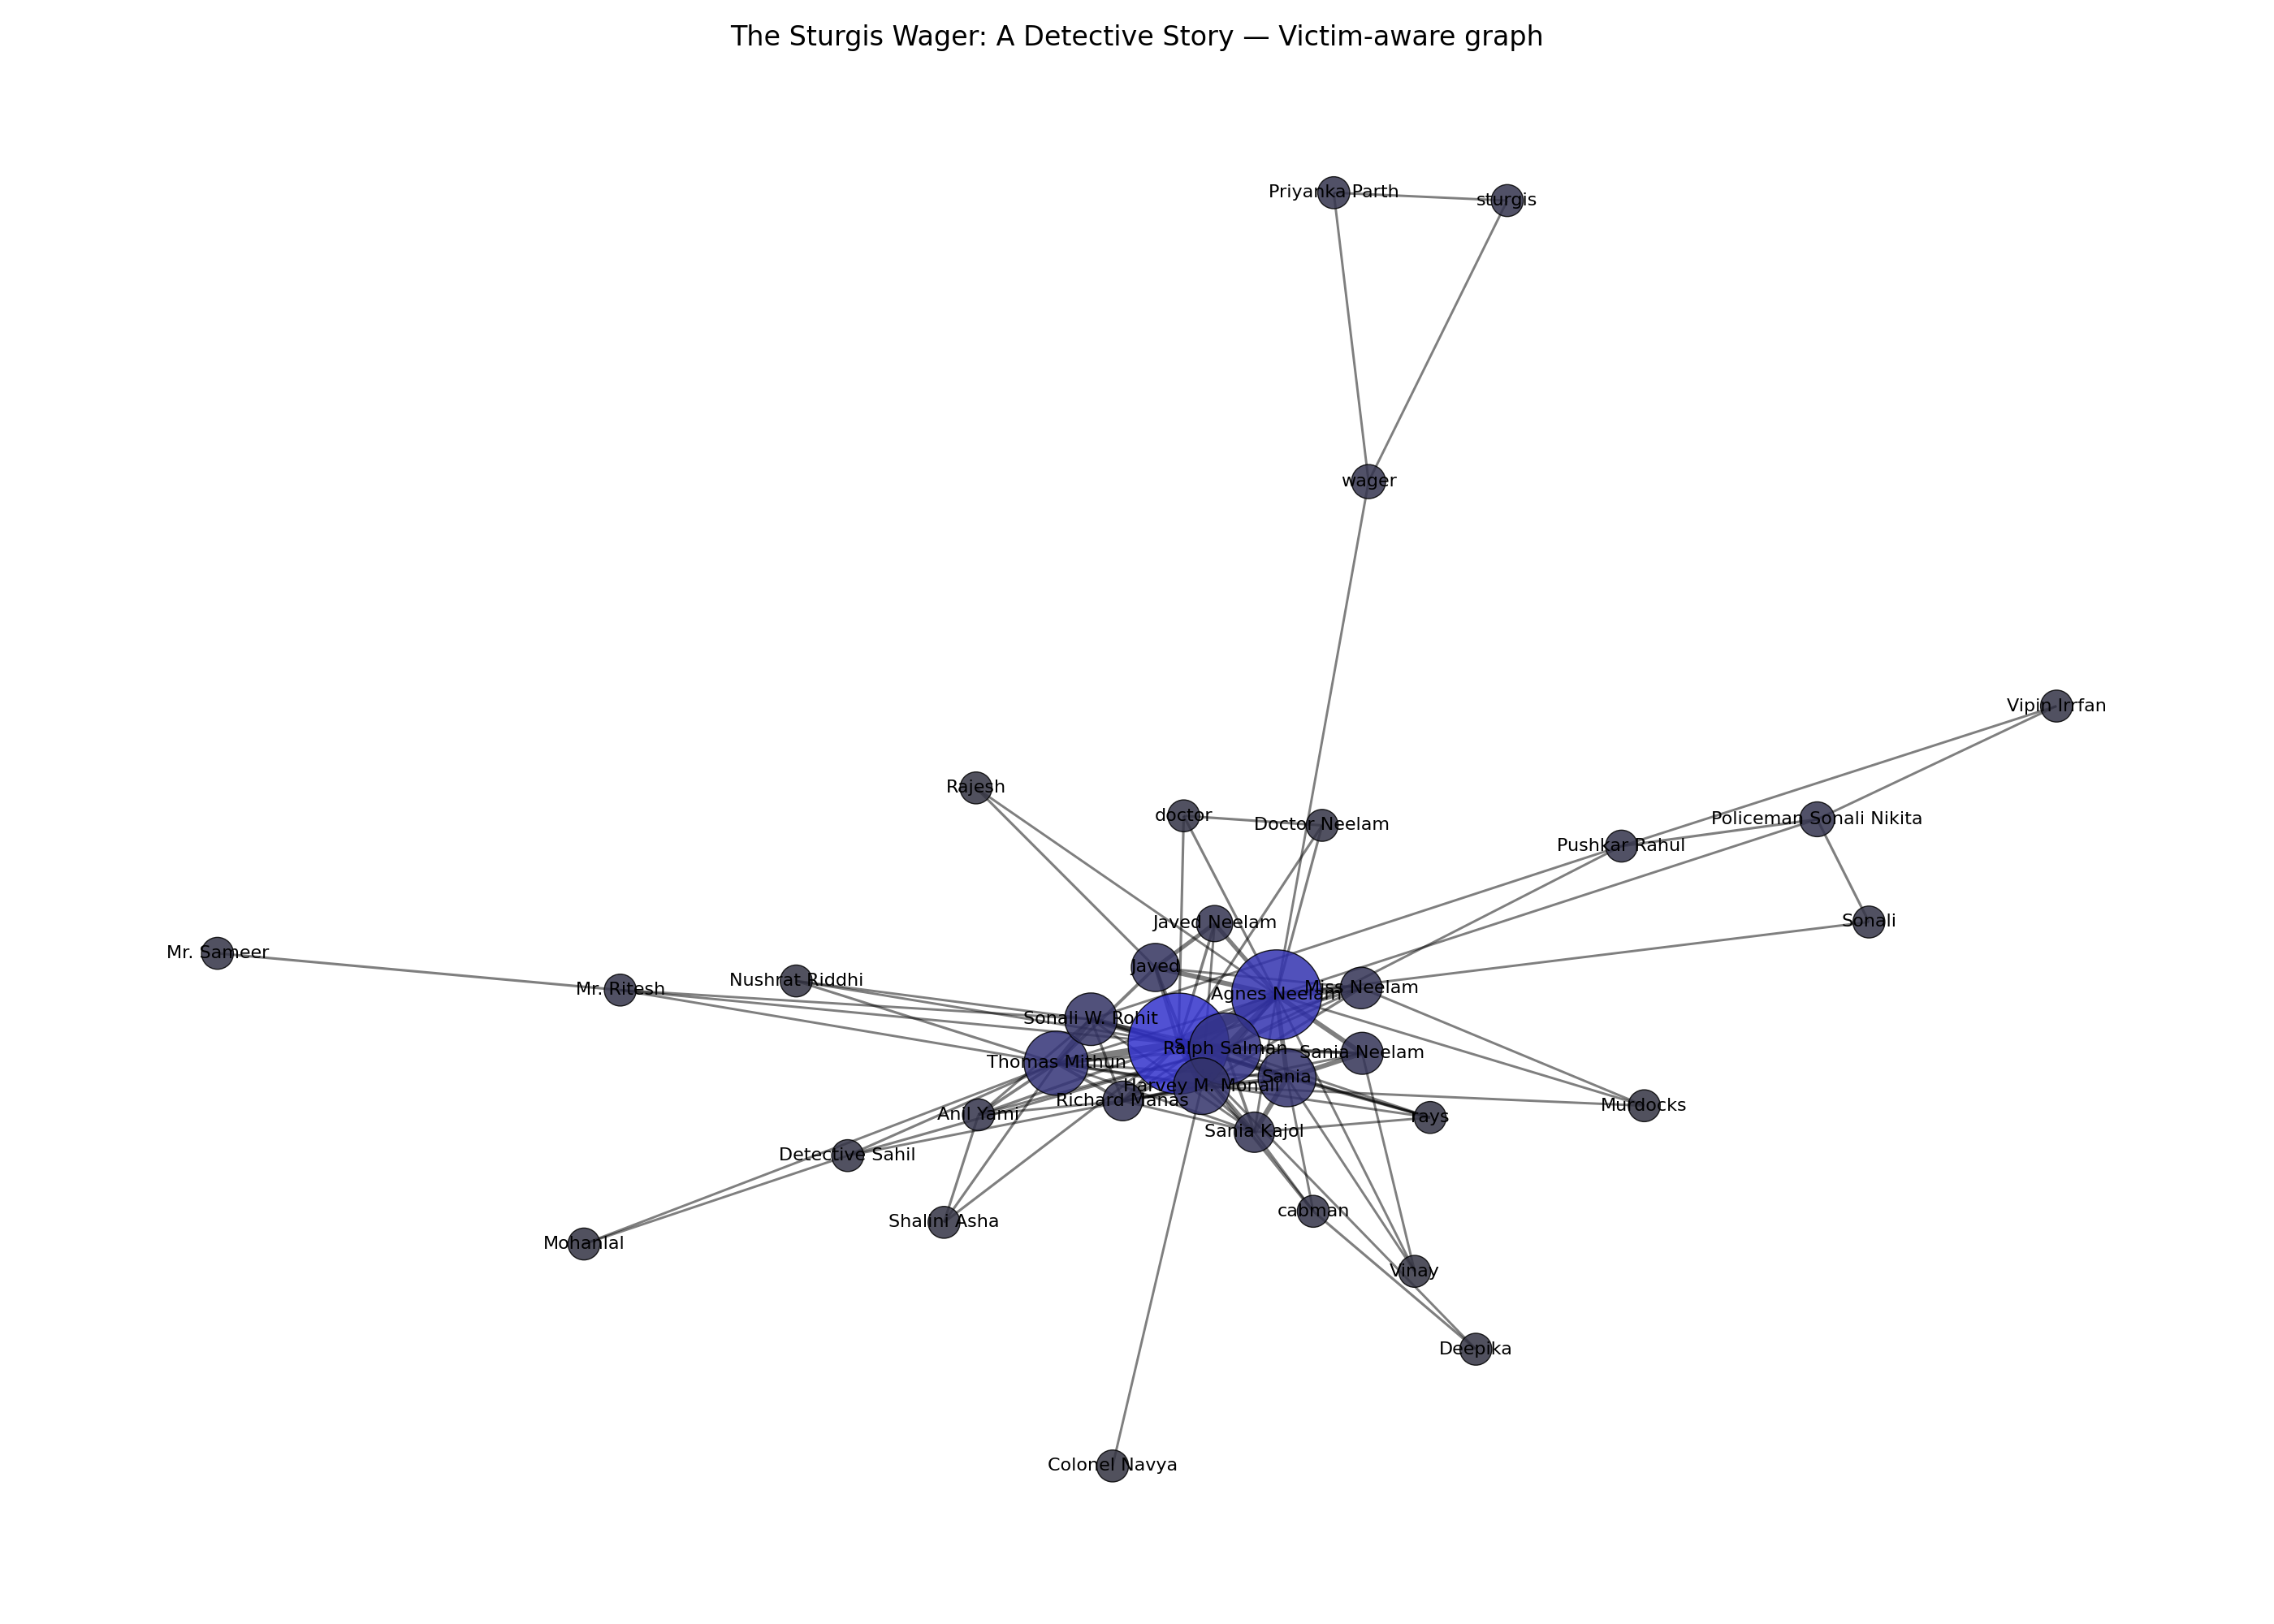 The Sturgis Wager: A Detective Story — Victim-aware graph
Priyanka Parth
sturgis
wager
Vipin Irrfan
Rajesh
doctor
Doctor Neelam
Policeman Sonali Nikita
Pushkar Rahul
Javed Neelam
Sonali
Mr. Sameer
Javed
Nushrat Riddhi
Mr. Ritesh
Agnes Neelam
Miss Neelam
Sonali W. Rohit
Ralph Salman
Sania Neelam
Thomas Mithun
Sania
Harvey M. Monali
Richard Manas
Anil Yami
Murdocks
rays
Sania Kajol
Detective Sahil
cabman
Shalini Asha
Mohanlal
Vinay
Deepika
Colonel Navya